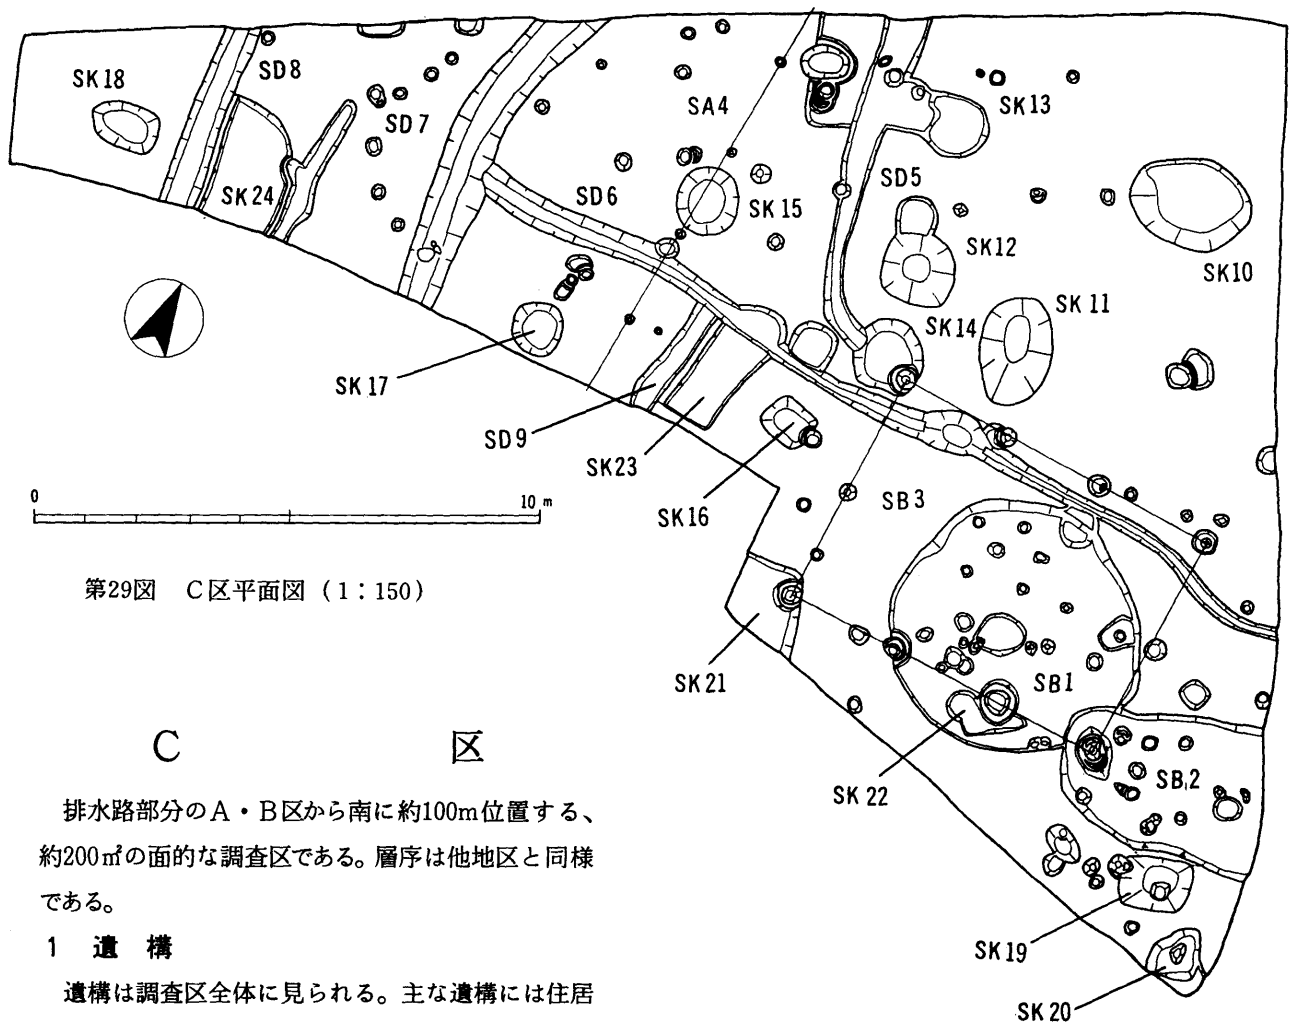 SK18
SD8
SD7
SK24
SA4
SD6
SK15
SD5
SK13
SK12
SK10
SK14
SK11
SK17
SD9
SK23
SK16
SB3
SK21
SB1
SK22
SB2
SK19
SK20
0 10m
第29図 C区平面図（1：150）
C 区
排水路部分のA・B区から南に約100m位置する、
約200㎡の面的な調査区である。層序は他地区と同様
である。
1 遺構
遺構は調査区全体に見られる。主な遺構には住居